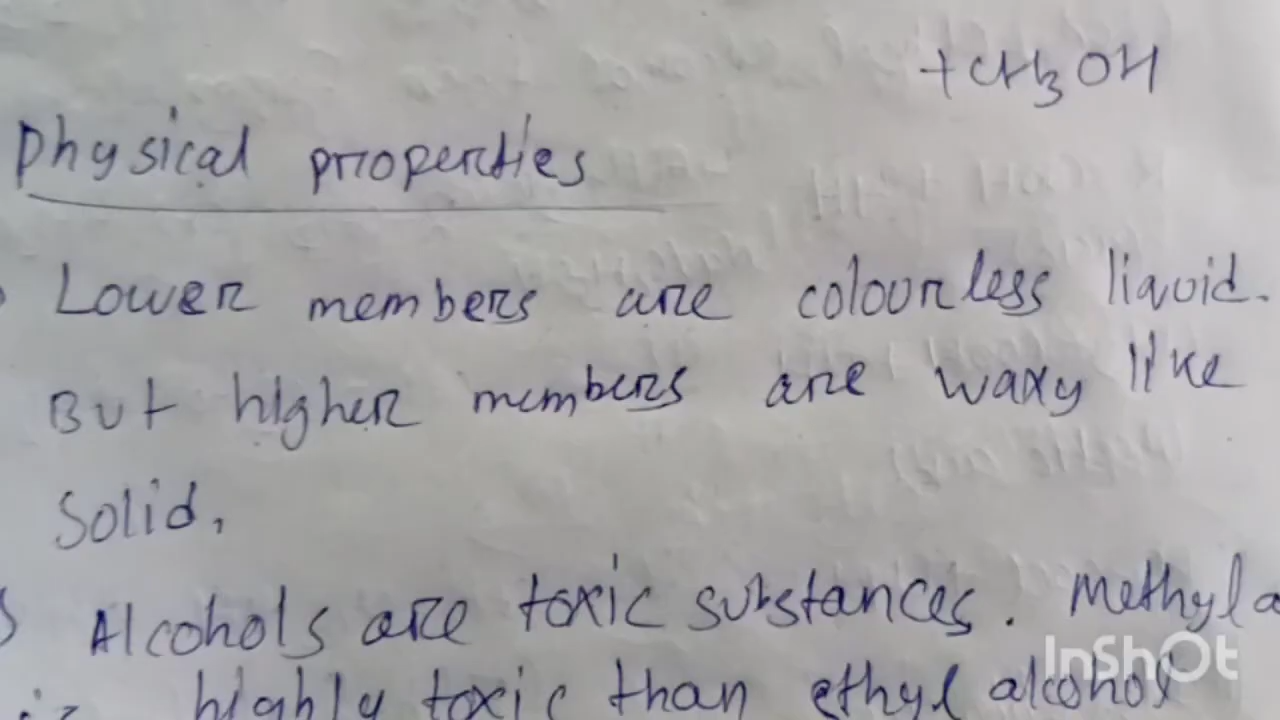 + CH3OH
Physical properties
Lower members are colourless liquid.
But higher members are waxy like
Solid,
Alcohols are toxic substances. Methyl a
is highly toxic than ethyl alcohol
InShOt